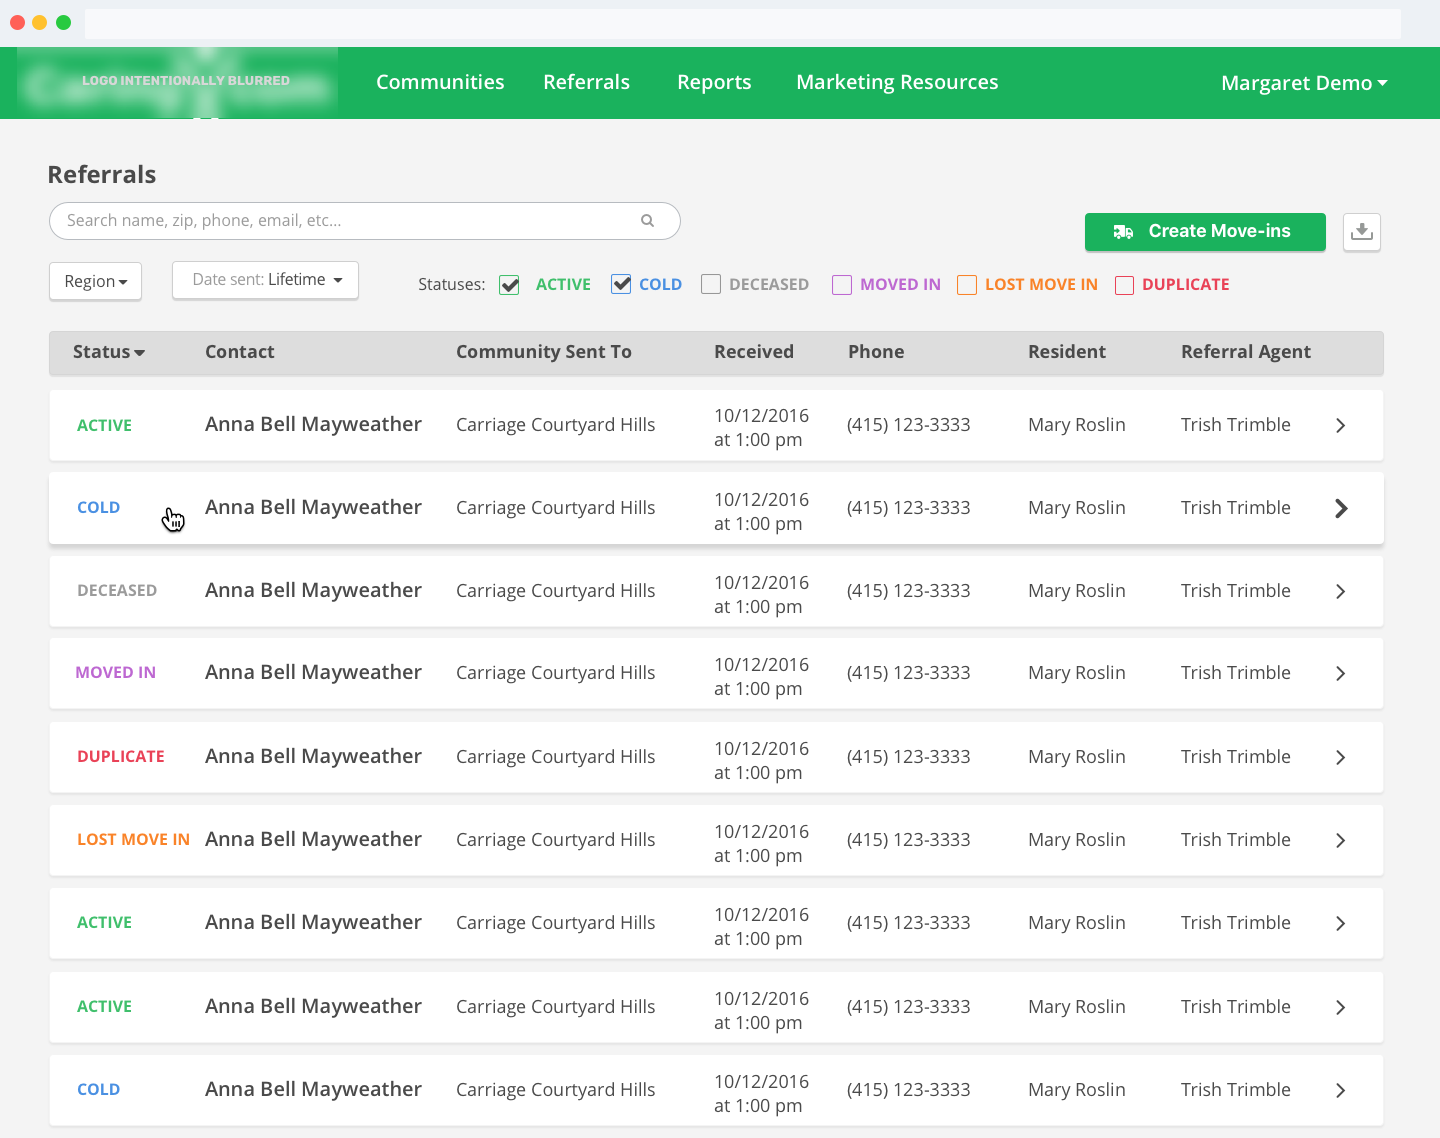 LOGO INTENTIONALLY BLURRED
Communities Referrals Reports Marketing Resources Margaret Demo
Referrals
Search name, zip, phone, email, etc...
Create Move-ins
Region Date sent: Lifetime Statuses: ACTIVE COLD DECEASED MOVED IN LOST MOVE IN DUPLICATE
Status Contact Community Sent To Received Phone Resident Referral Agent
ACTIVE Anna Bell Mayweather Carriage Courtyard Hills 10/12/2016 (415) 123-3333 Mary Roslin Trish Trimble
at 1:00 pm
COLD Anna Bell Mayweather Carriage Courtyard Hills 10/12/2016 (415) 123-3333 Mary Roslin Trish Trimble
at 1:00 pm
DECEASED Anna Bell Mayweather Carriage Courtyard Hills 10/12/2016 (415) 123-3333 Mary Roslin Trish Trimble
at 1:00 pm
MOVED IN Anna Bell Mayweather Carriage Courtyard Hills 10/12/2016 (415) 123-3333 Mary Roslin Trish Trimble
at 1:00 pm
DUPLICATE Anna Bell Mayweather Carriage Courtyard Hills 10/12/2016 (415) 123-3333 Mary Roslin Trish Trimble
at 1:00 pm
LOST MOVE IN Anna Bell Mayweather Carriage Courtyard Hills 10/12/2016 (415) 123-3333 Mary Roslin Trish Trimble
at 1:00 pm
ACTIVE Anna Bell Mayweather Carriage Courtyard Hills 10/12/2016 (415) 123-3333 Mary Roslin Trish Trimble
at 1:00 pm
ACTIVE Anna Bell Mayweather Carriage Courtyard Hills 10/12/2016 (415) 123-3333 Mary Roslin Trish Trimble
at 1:00 pm
COLD Anna Bell Mayweather Carriage Courtyard Hills 10/12/2016 (415) 123-3333 Mary Roslin Trish Trimble
at 1:00 pm